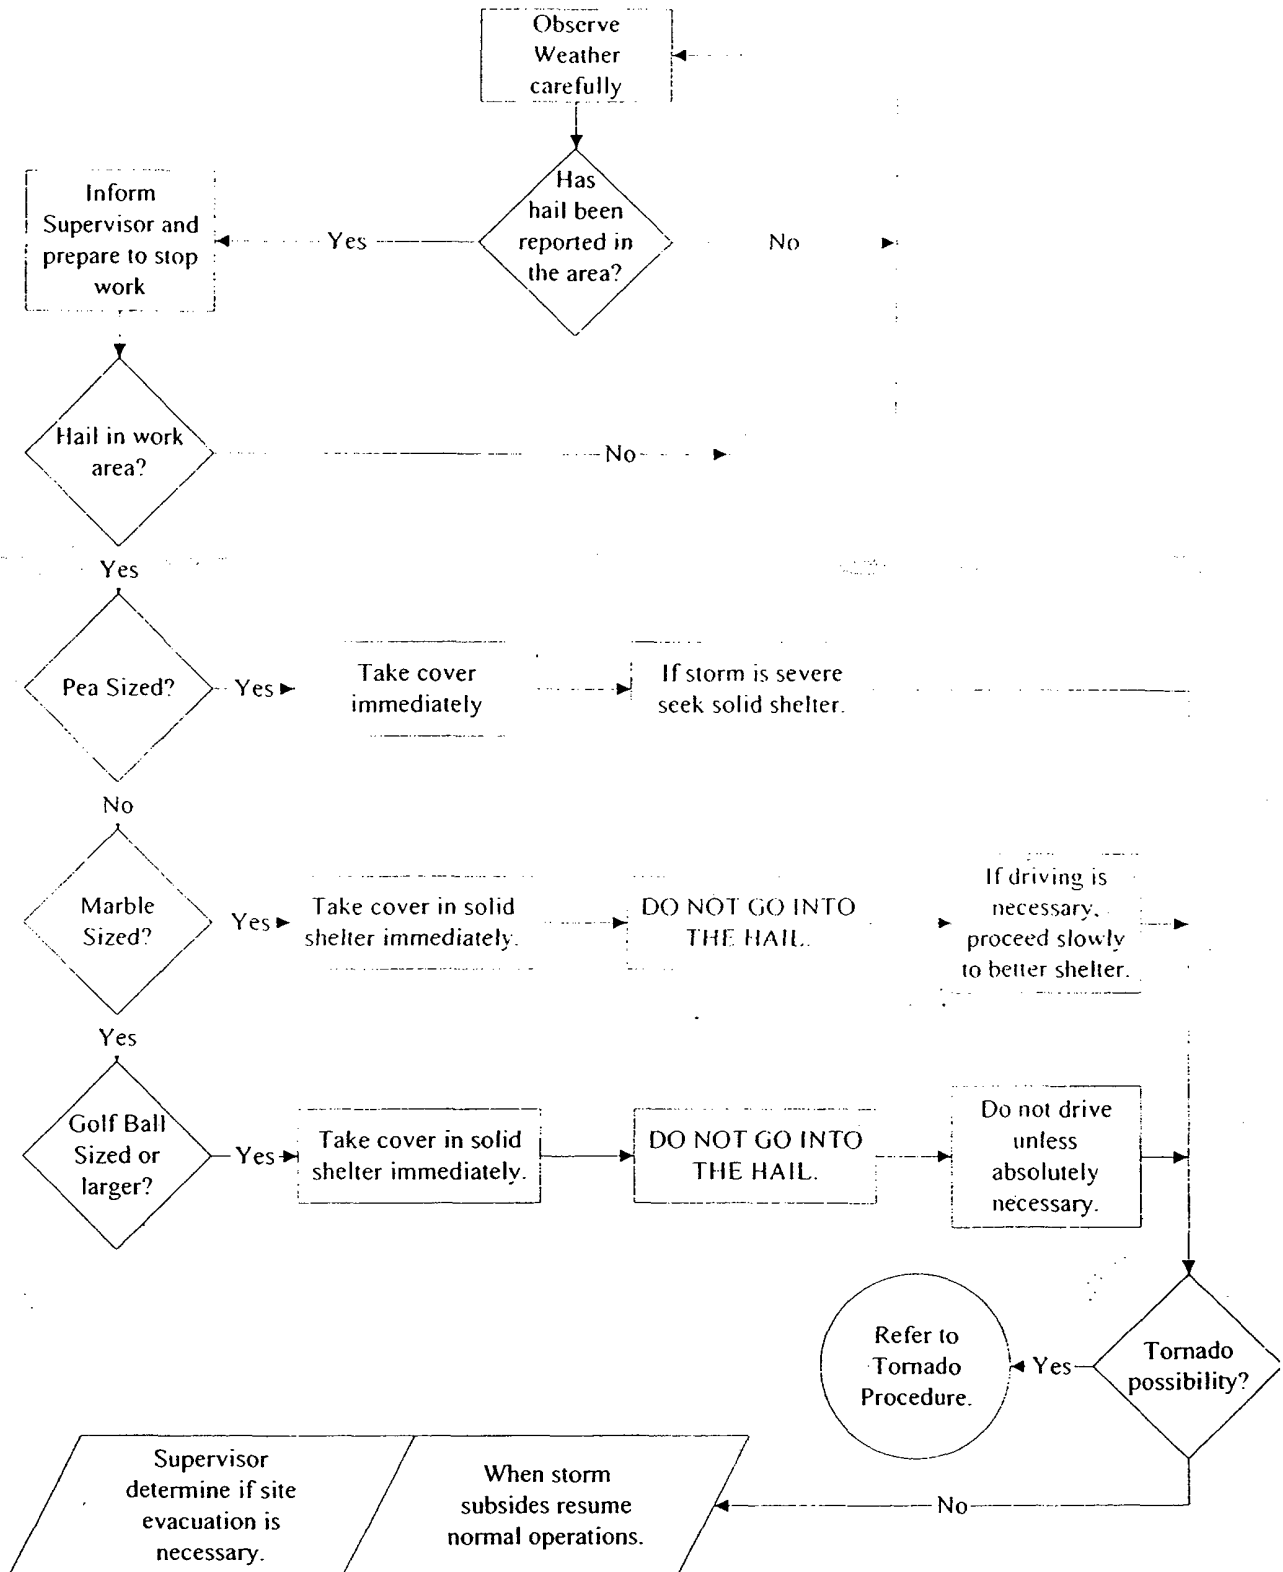 Observe
Weather
carefully
Has
hail been
reported in
the area?
Yes
No
Inform
Supervisor and
prepare to stop
work
Hail in work
area?
No
Yes
Pea Sized?
Yes
Take cover
immediately
If storm is severe
seek solid shelter.
No
Marble
Sized?
Yes
Take cover in solid
shelter immediately.
DO NOT GO INTO
THE HAIL.
If driving is
necessary,
proceed slowly
to better shelter.
Yes
Golf Ball
Sized or
larger?
Yes
Take cover in solid
shelter immediately.
DO NOT GO INTO
THE HAIL.
Do not drive
unless
absolutely
necessary.
Tornado
possibility?
Yes
Refer to
Tornado
Procedure.
No
When storm
subsides resume
normal operations.
Supervisor
determine if site
evacuation is
necessary.